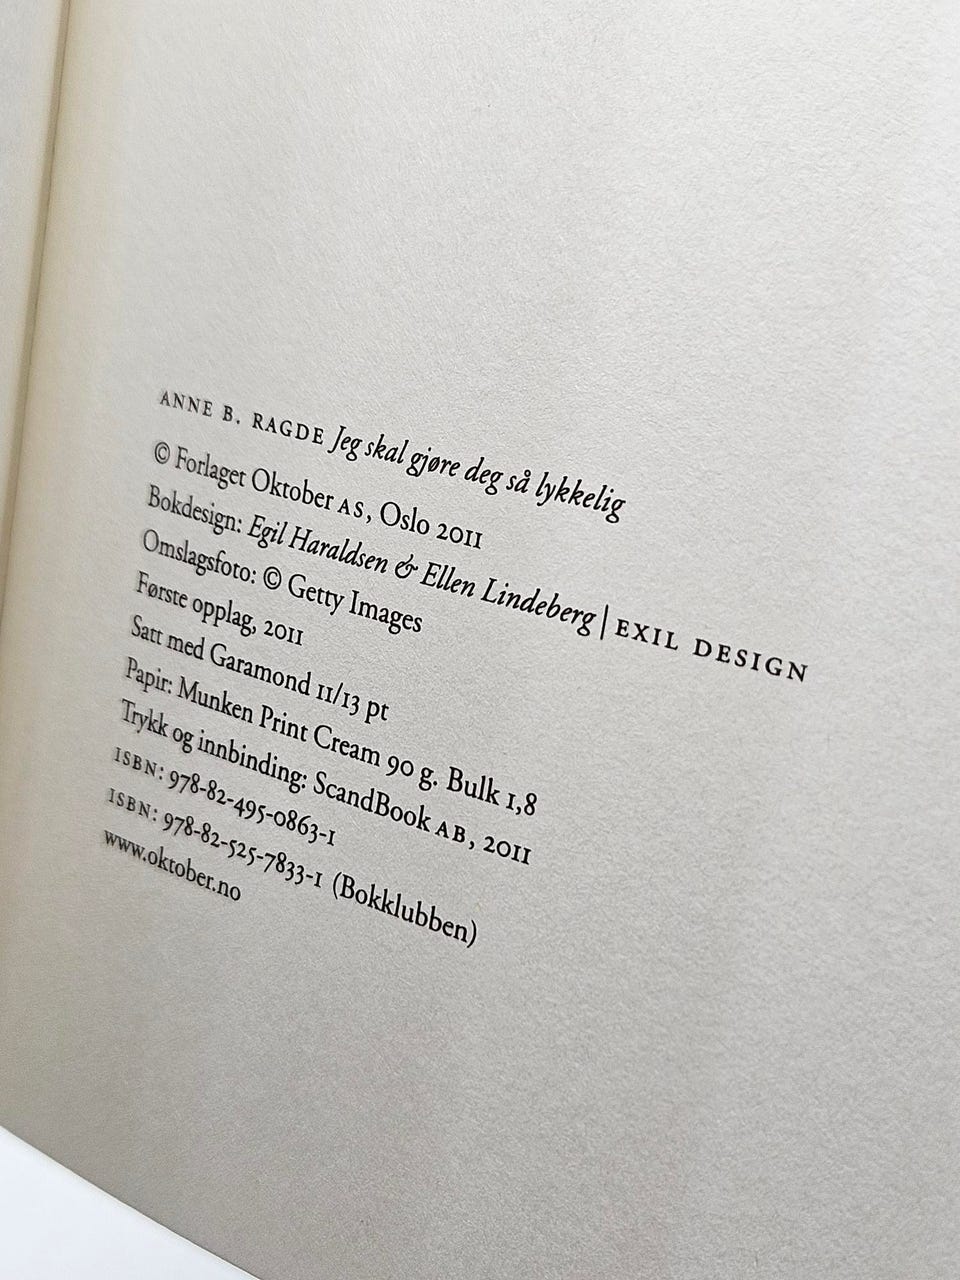 ANNE B. RAGDE Jeg skal gjøre deg så lykkelig
© Forlaget Oktober AS, Oslo 2011
Bokdesign: Egil Haraldsen & Ellen Lindeberg | EXIL DESIGN
Omslagsfoto: © Getty Images
Første opplag, 2011
Satt med Garamond 11/13 pt
Papir: Munken Print Cream 90 g. Bulk 1,8
Trykk og innbinding: ScandBook AB, 2011
ISBN: 978-82-495-0863-1
ISBN: 978-82-525-7833-1 (Bokklubben)
www.oktober.no